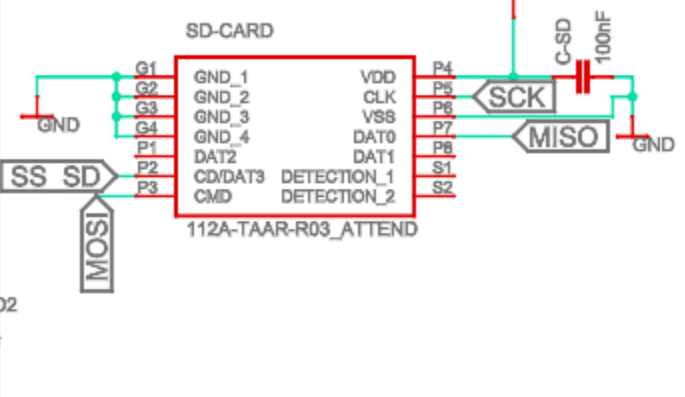 SD-CARD
C-SD
100nF
G1 GND_1 VDD P4
G2 GND_2 CLK P5 SCK
G3 GND_3 VSS P6
GND
G4 GND_4 DAT0 P7 MISO
GND
P1 DAT2 DAT1 P8
SS SD P2 CD/DAT3 DETECTION_1 S1
P3 CMD DETECTION_2 S2
MOSI
112A-TAAR-R03_ATTEND